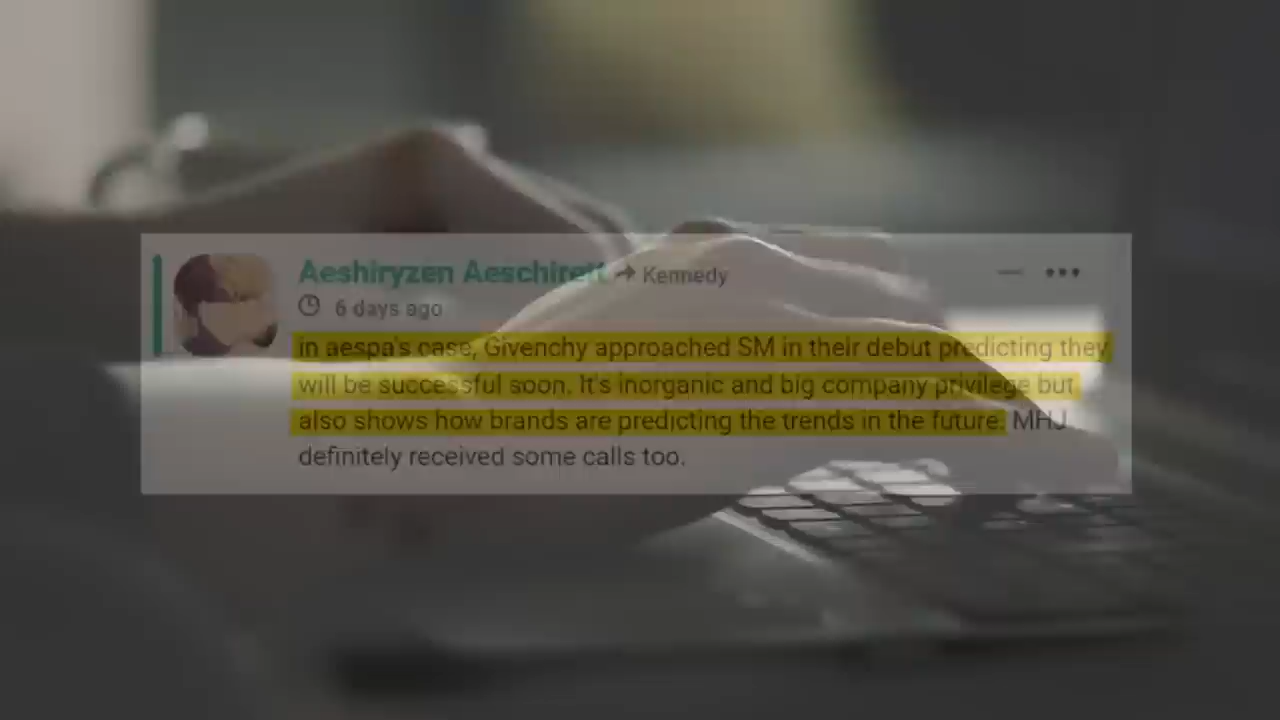 Aeshiryzen Aeschireit → Kennedy
6 days ago
in aespa's case, Givenchy approached SM in their debut predicting they
will be successful soon. It's inorganic and big company privilege but
also shows how brands are predicting the trends in the future. MHJ
definitely received some calls too.